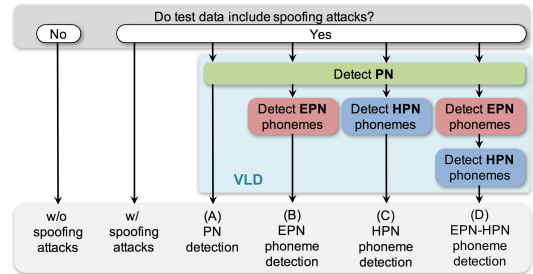 Do test data include spoofing attacks?
No
Yes
Detect PN
Detect EPN
phonemes
Detect HPN
phonemes
Detect EPN
phonemes
Detect HPN
phonemes
VLD
w/o
spoofing
attacks
w/
spoofing
attacks
(A)
PN
detection
(B)
EPN
phoneme
detection
(C)
HPN
phoneme
detection
(D)
EPN-HPN
phoneme
detection